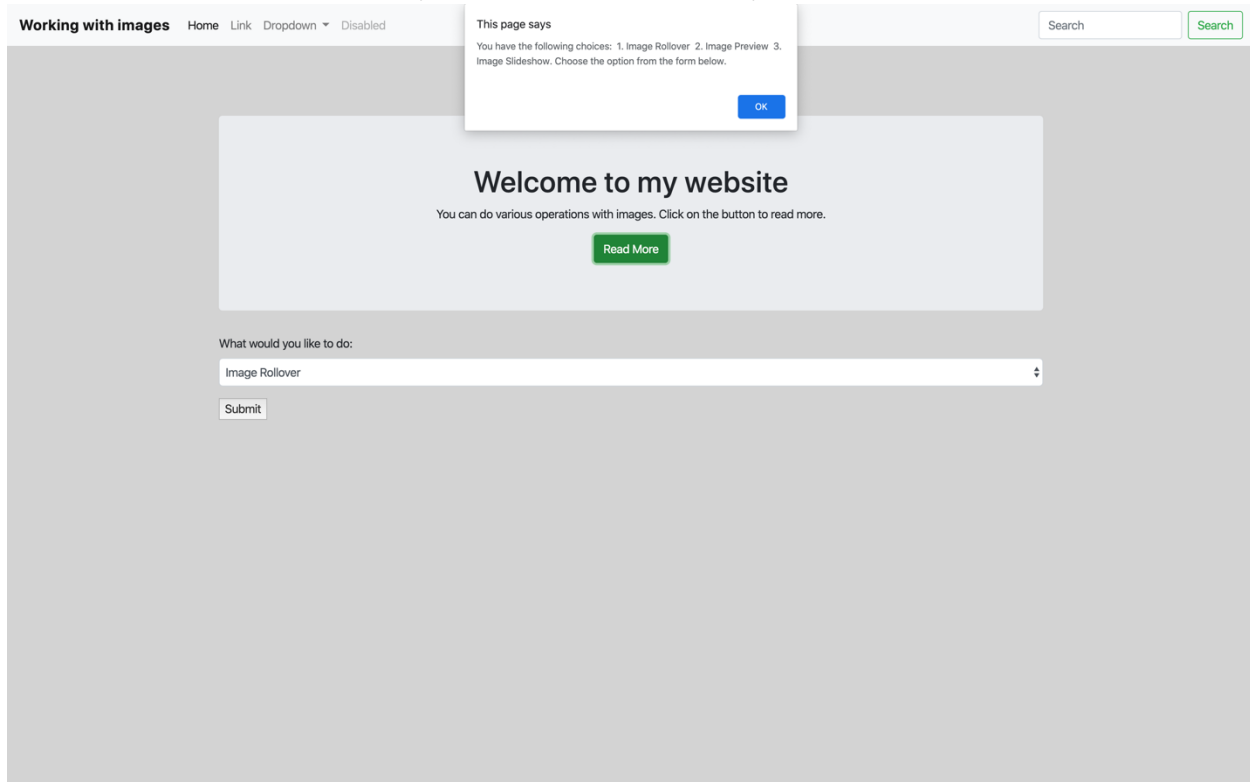 Working with images Home Link Dropdown Disabled Search Search
This page says
You have the following choices: 1. Image Rollover 2. Image Preview 3.
Image Slideshow. Choose the option from the form below.
OK
Welcome to my website
You can do various operations with images. Click on the button to read more.
Read More
What would you like to do:
Image Rollover
Submit